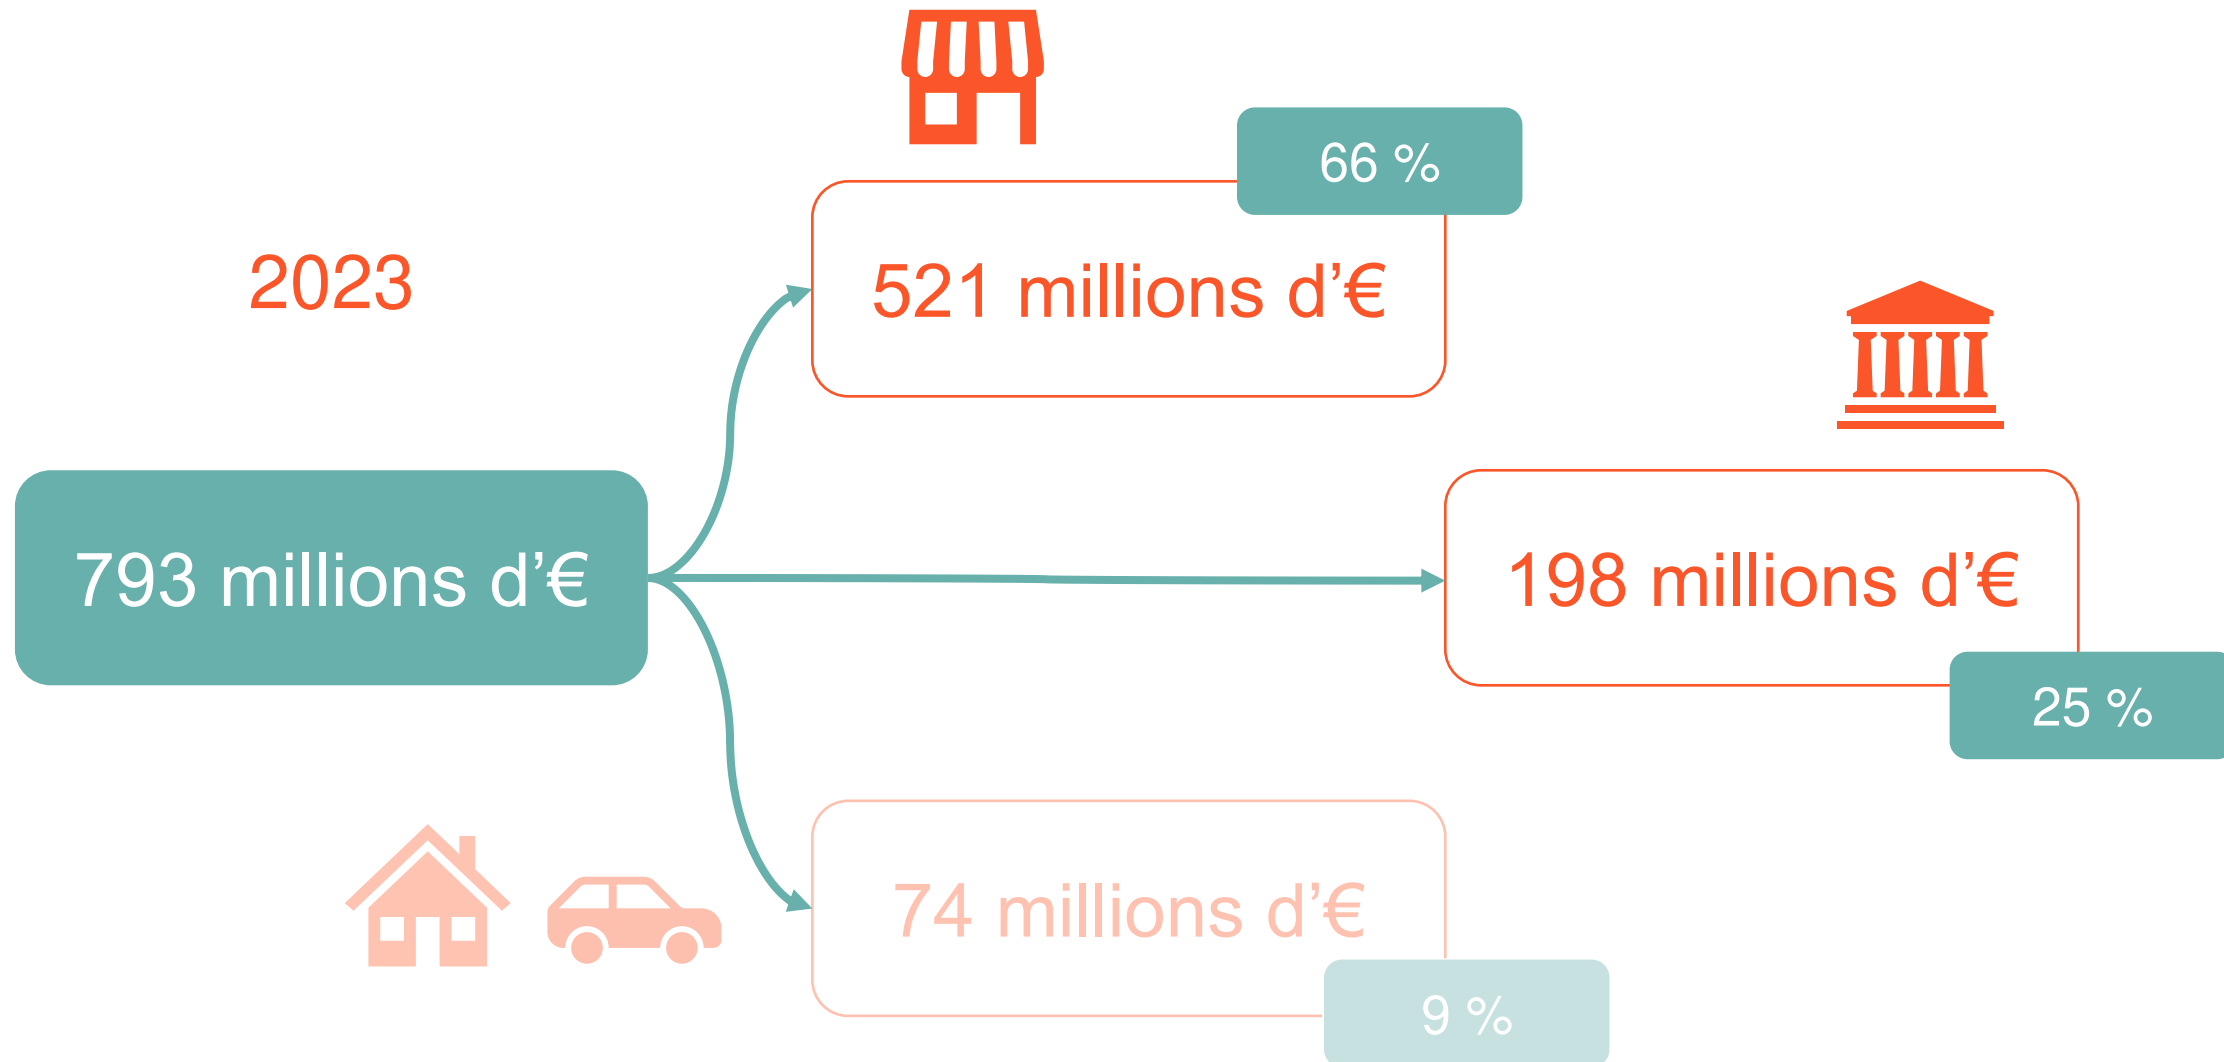 2023
66 %
521 millions d’€
793 millions d’€
198 millions d’€
25 %
74 millions d’€
9 %